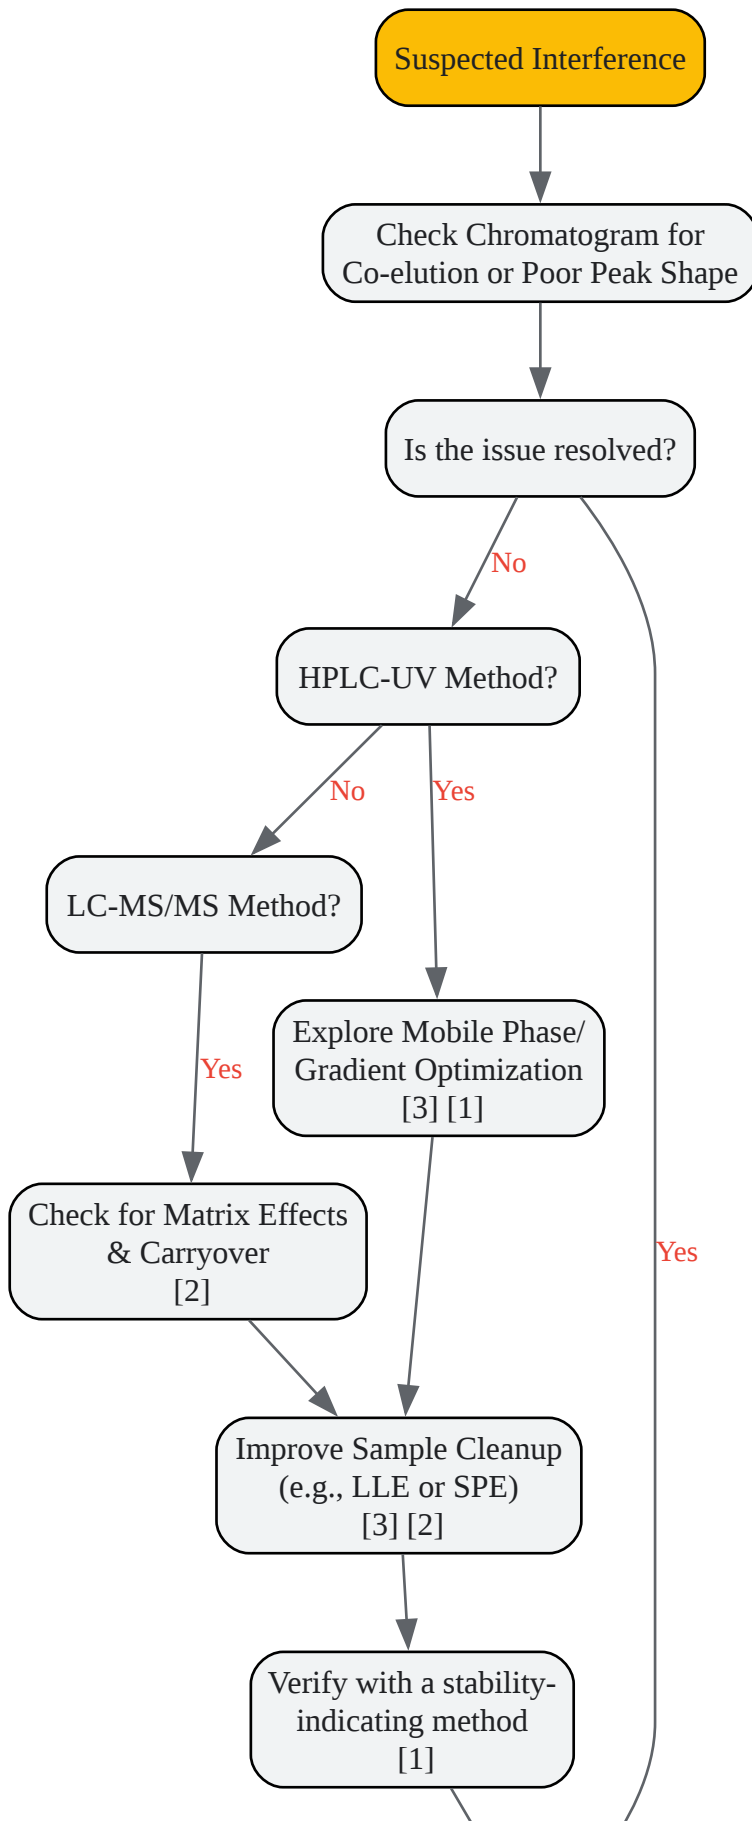 Suspected Interference
Check Chromatogram for
Co-elution or Poor Peak Shape
Is the issue resolved?
No
HPLC-UV Method?
No
Yes
LC-MS/MS Method?
Explore Mobile Phase/
Gradient Optimization
[3] [1]
Yes
Check for Matrix Effects
& Carryover
[2]
Yes
Improve Sample Cleanup
(e.g., LLE or SPE)
[3] [2]
Verify with a stability-
indicating method
[1]